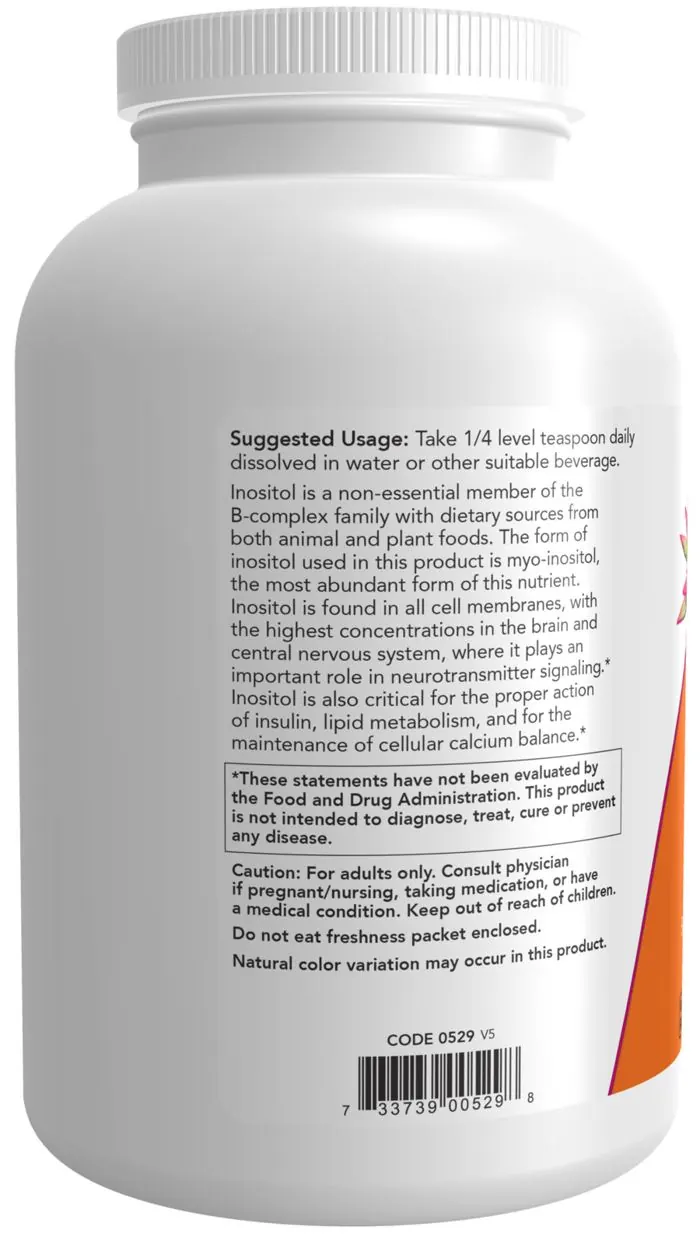 Suggested Usage: Take 1/4 level teaspoon daily
dissolved in water or other suitable beverage.
Inositol is a non-essential member of the
B-complex family with dietary sources from
both animal and plant foods. The form of
inositol used in this product is myo-inositol,
the most abundant form of this nutrient.
Inositol is found in all cell membranes, with
the highest concentrations in the brain and
central nervous system, where it plays an
important role in neurotransmitter signaling.*
Inositol is also critical for the proper action
of insulin, lipid metabolism, and for the
maintenance of cellular calcium balance.*
*These statements have not been evaluated by
the Food and Drug Administration. This product
is not intended to diagnose, treat, cure or prevent
any disease.
Caution: For adults only. Consult physician
if pregnant/nursing, taking medication, or have
a medical condition. Keep out of reach of children.
Do not eat freshness packet enclosed.
Natural color variation may occur in this product.
CODE 0529 V5
7 33739 00529 8